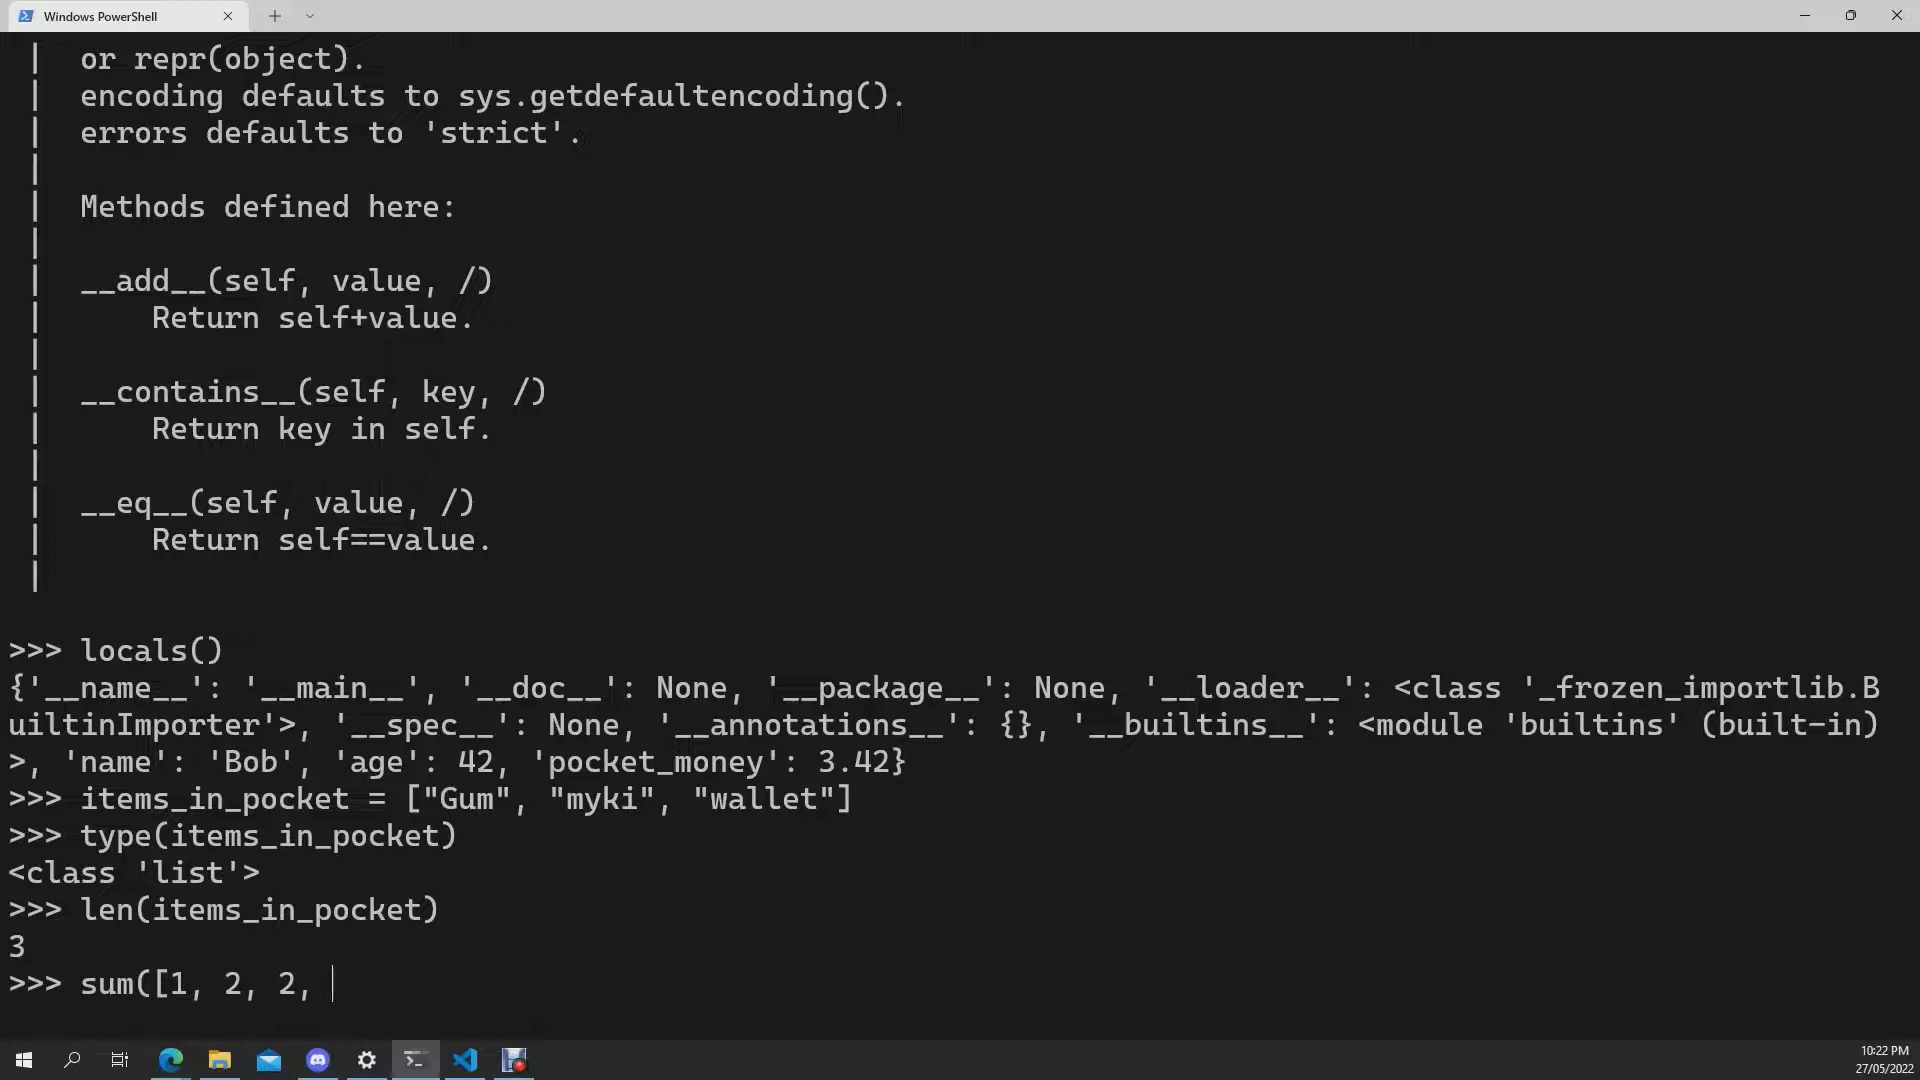 Windows PowerShell
|  or repr(object).
|  encoding defaults to sys.getdefaultencoding().
|  errors defaults to 'strict'.
|
|  Methods defined here:
|
|  __add__(self, value, /)
|      Return self+value.
|
|  __contains__(self, key, /)
|      Return key in self.
|
|  __eq__(self, value, /)
|      Return self==value.
|
>>> locals()
{'__name__': '__main__', '__doc__': None, '__package__': None, '__loader__': <class '_frozen_importlib.B
uiltinImporter'>, '__spec__': None, '__annotations__': {}, '__builtins__': <module 'builtins' (built-in)
>, 'name': 'Bob', 'age': 42, 'pocket_money': 3.42}
>>> items_in_pocket = ["Gum", "myki", "wallet"]
>>> type(items_in_pocket)
<class 'list'>
>>> len(items_in_pocket)
3
>>> sum([1, 2, 2,
10:22 PM
27/05/2022